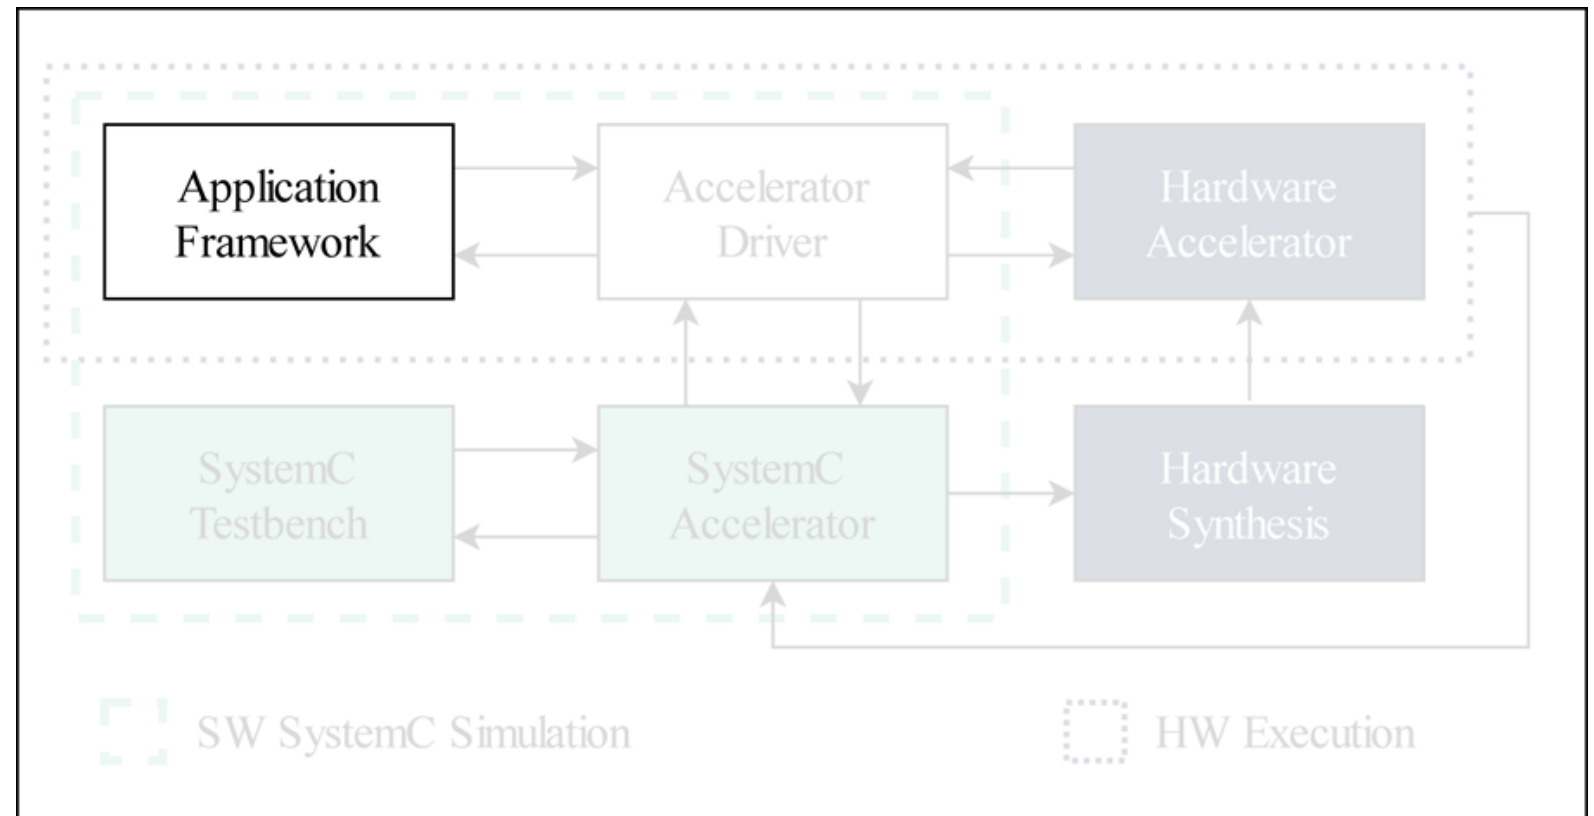 Application
Framework
Accelerator
Driver
Hardware
Accelerator
SystemC
Testbench
SystemC
Accelerator
Hardware
Synthesis
SW SystemC Simulation
HW Execution